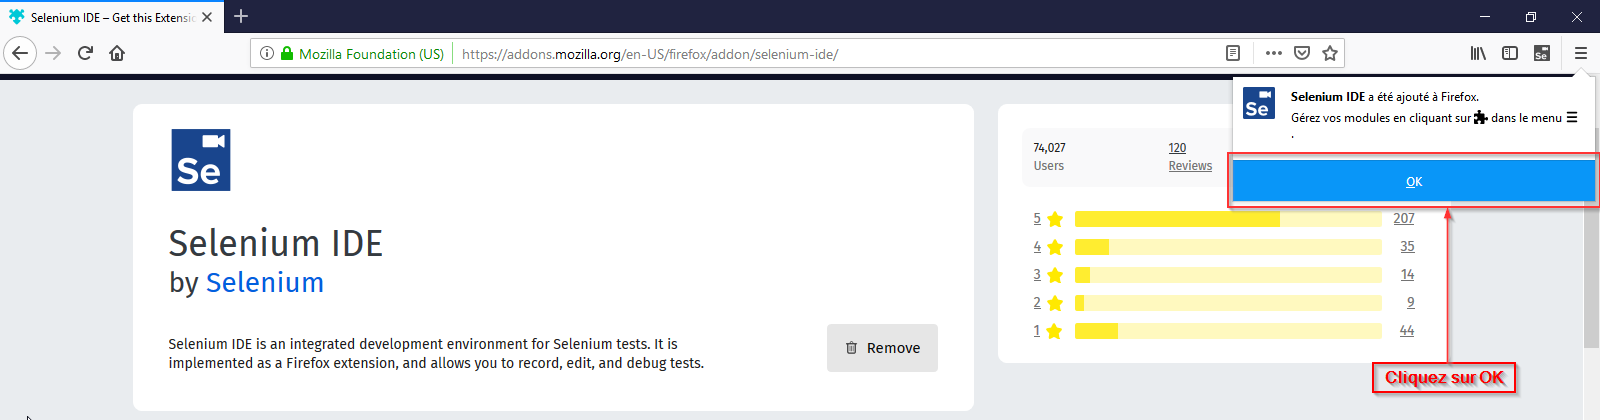 Selenium IDE – Get this Extensio
Mozilla Foundation (US)
https://addons.mozilla.org/en-US/firefox/addon/selenium-ide/
Se
Selenium IDE a été ajouté à Firefox.
Gérez vos modules en cliquant sur dans le menu
.
OK
Se
Se
Selenium IDE
by Selenium
Selenium IDE is an integrated development environment for Selenium tests. It is
implemented as a Firefox extension, and allows you to record, edit, and debug tests.
Remove
74,027
Users
120
Reviews
5 207
4 35
3 14
2 9
1 44
Cliquez sur OK